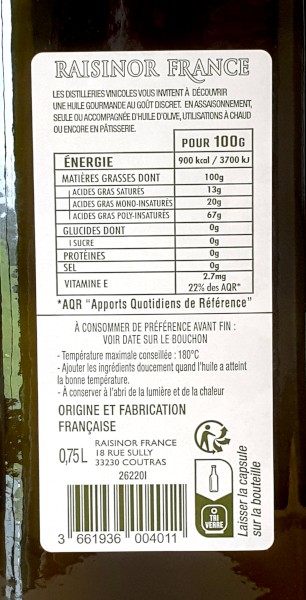 RAISINOR FRANCE
LES DISTILLERIES VINICOLES VOUS INVITENT À DÉCOUVRIR
UNE HUILE GOURMANDE AU GOÛT DISCRET. EN ASSAISONNEMENT,
SEULE OU ACCOMPAGNÉE D'HUILE D'OLIVE, UTILISATIONS À CHAUD
OU ENCORE EN PÂTISSERIE.
POUR 100G
ÉNERGIE 900 kcal / 3700 kJ
MATIÈRES GRASSES DONT 100g
ACIDES GRAS SATURÉS 13g
ACIDES GRAS MONO-INSATURÉS 20g
ACIDES GRAS POLY-INSATURÉS 67g
GLUCIDES DONT 0g
SUCRE 0g
PROTÉINES 0g
SEL 0g
VITAMINE E 2.7mg
22% des AQR*
*AQR "Apports Quotidiens de Référence"
À CONSOMMER DE PRÉFÉRENCE AVANT FIN :
VOIR DATE SUR LE BOUCHON
- Température maximale conseillée : 180°C
- Ajouter les ingrédients doucement quand l'huile a atteint
la bonne température.
- À conserver à l'abri de la lumière et de la chaleur
ORIGINE ET FABRICATION
FRANÇAISE
0,75L
RAISINOR FRANCE
18 RUE SULLY
33230 COUTRAS
26220I
3 661936 004011
TRI
VERRE
Laisser la capsule
sur la bouteille